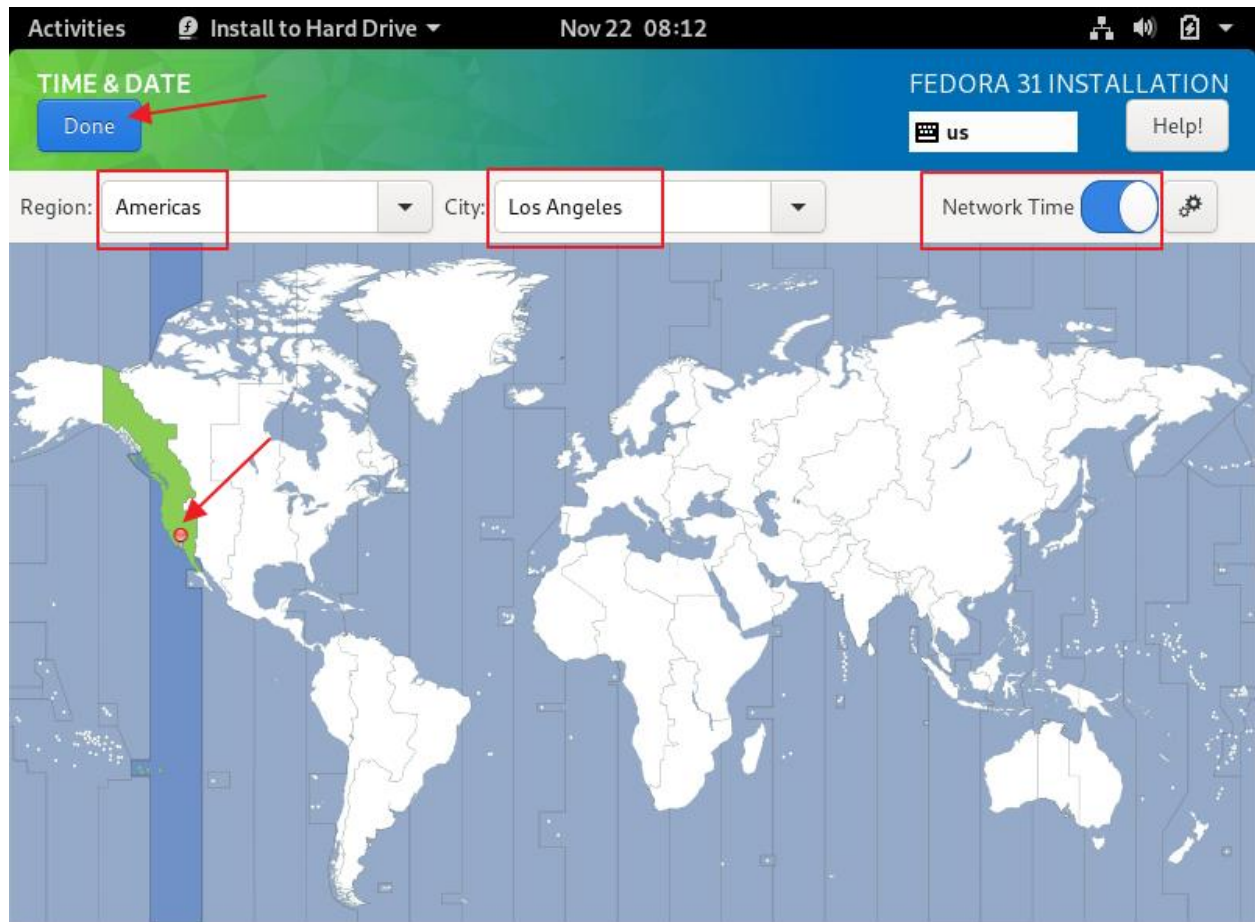 Activities Install to Hard Drive Nov 22 08:12
TIME & DATE FEDORA 31 INSTALLATION
Done us Help!
Region: Americas City: Los Angeles Network Time